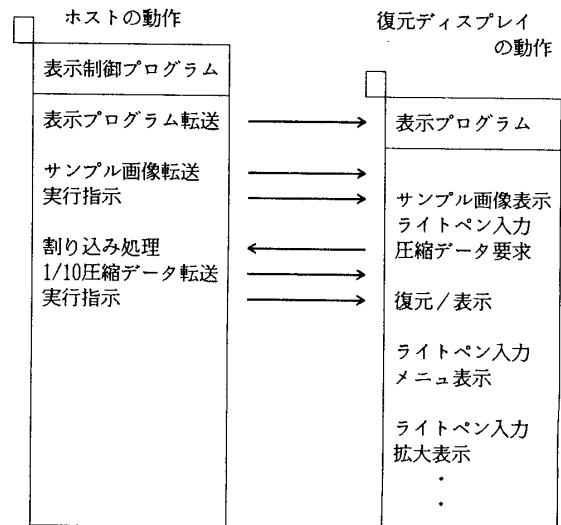 ホストの動作
表示制御プログラム
表示プログラム転送
サンプル画像転送
実行指示
割り込み処理
1/10圧縮データ転送
実行指示
復元ディスプレイ
の動作
表示プログラム
サンプル画像表示
ライトペン入力
圧縮データ要求
復元/表示
ライトペン入力
メニュ表示
ライトペン入力
拡大表示
・
・